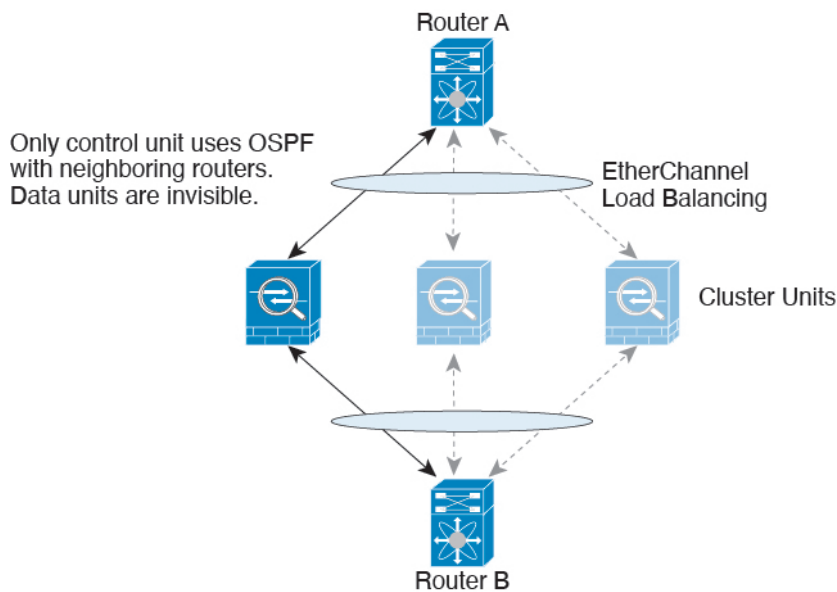 Router A
Only control unit uses OSPF
with neighboring routers.
Data units are invisible.
EtherChannel
Load Balancing
Cluster Units
Router B